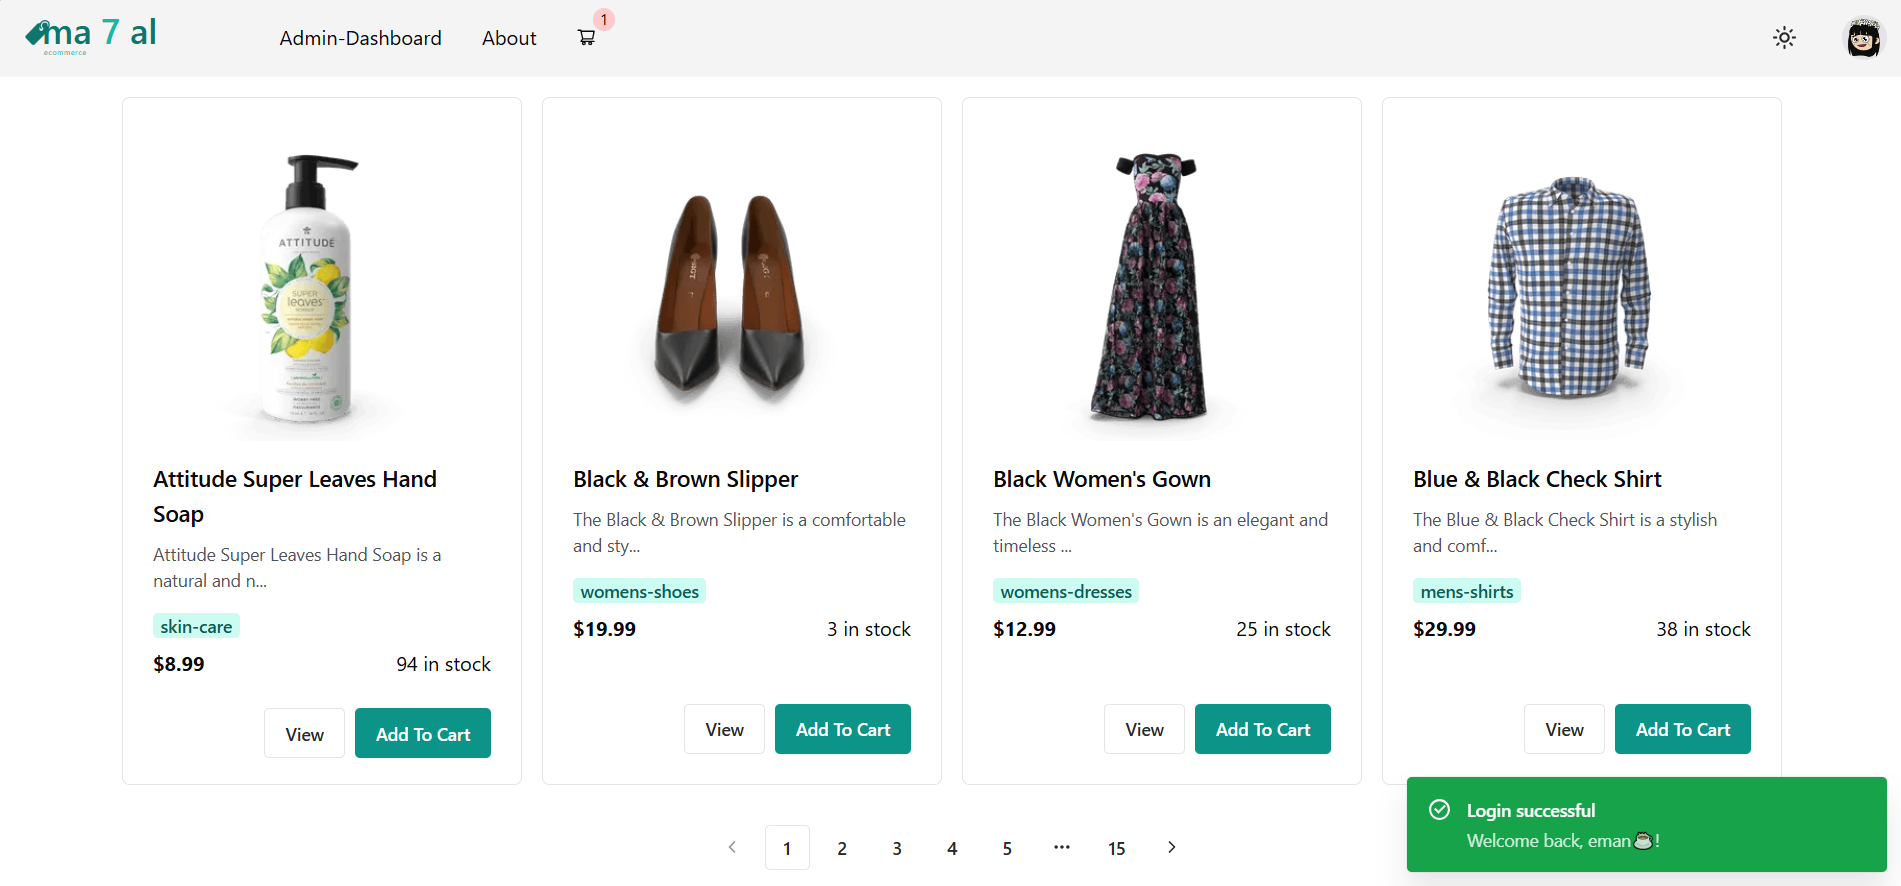 ma 7 al
ecommerce
Admin-Dashboard
About
1
ATTITUDE
SUPER
leaves
Attitude Super Leaves Hand
Soap
Attitude Super Leaves Hand Soap is a
natural and n...
skin-care
$8.99 94 in stock
View Add To Cart
Black & Brown Slipper
The Black & Brown Slipper is a comfortable
and sty...
womens-shoes
$19.99 3 in stock
View Add To Cart
Black Women's Gown
The Black Women's Gown is an elegant and
timeless ...
womens-dresses
$12.99 25 in stock
View Add To Cart
Blue & Black Check Shirt
The Blue & Black Check Shirt is a stylish
and comf...
mens-shirts
$29.99 38 in stock
View Add To Cart
1 2 3 4 5 ... 15
Login successful
Welcome back, eman☕!